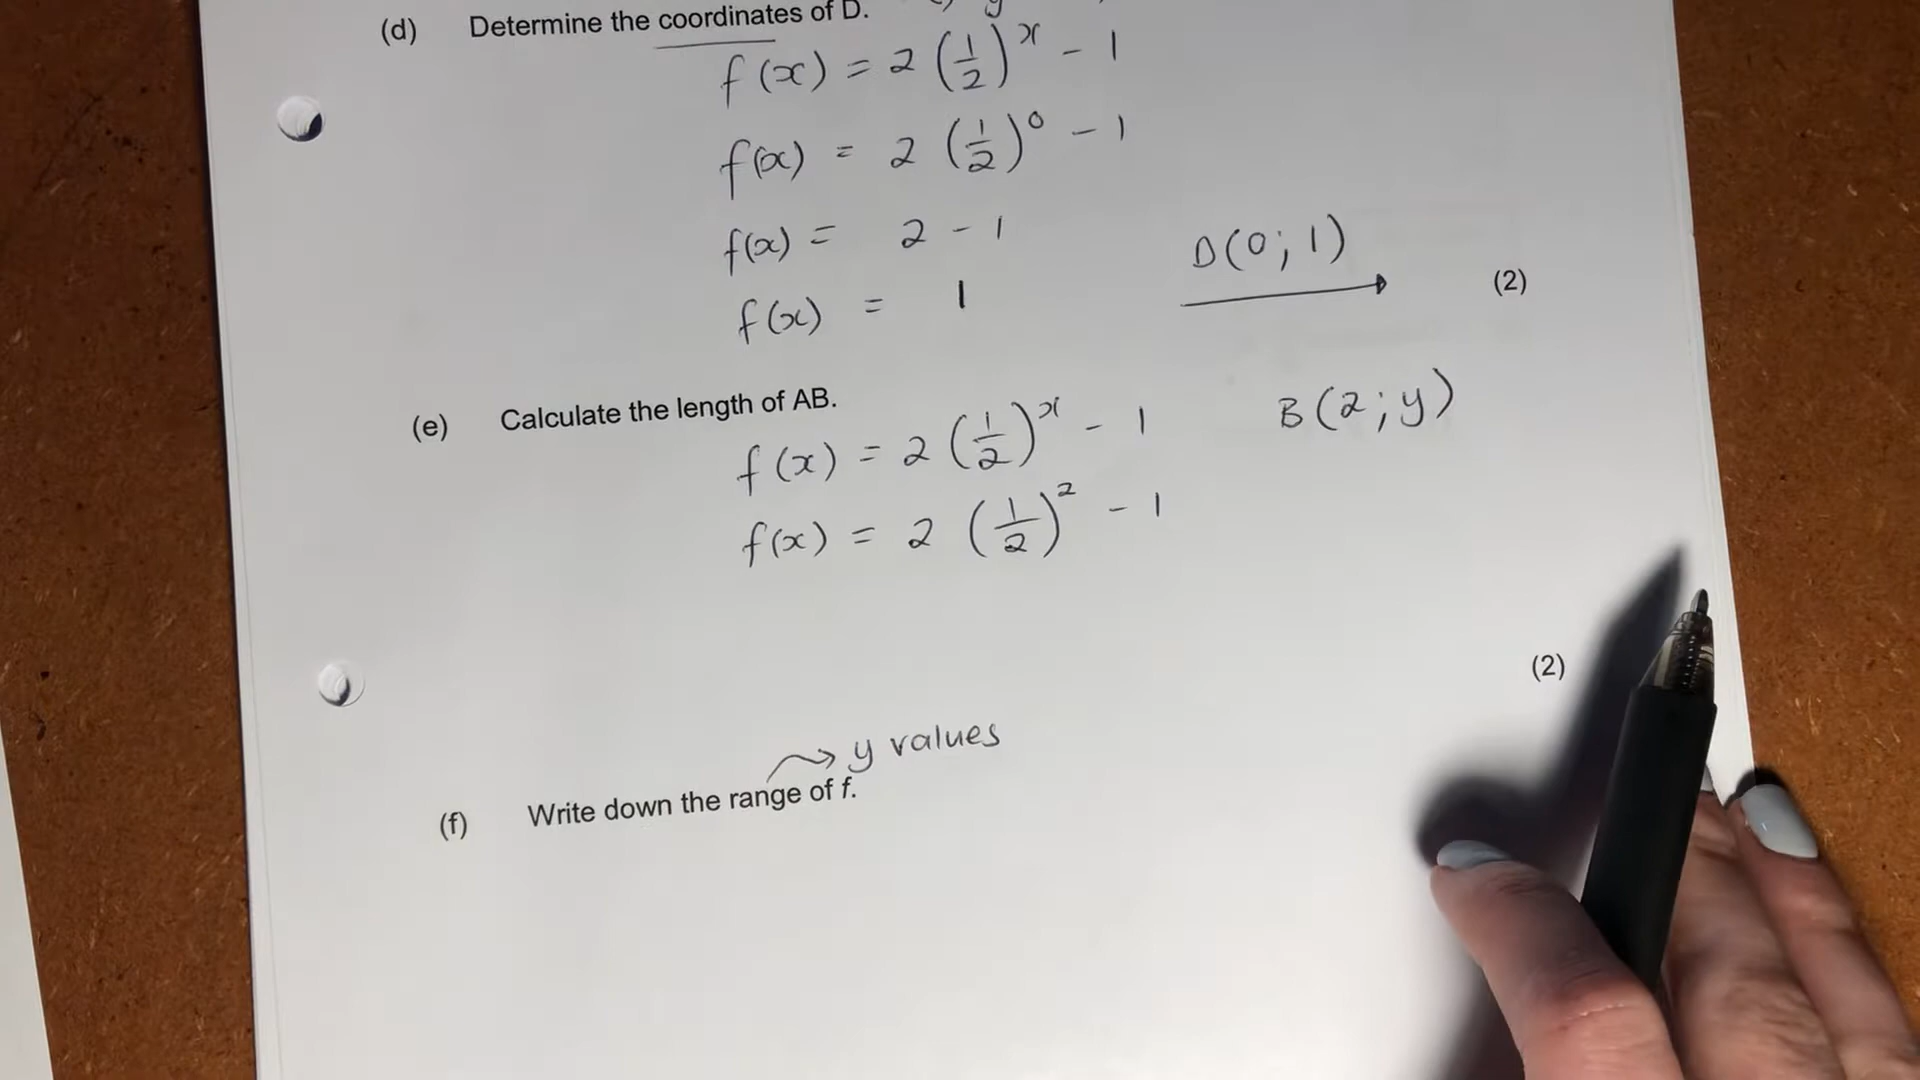 (d) Determine the coordinates of D.
f(x) = 2(1/2)^x - 1
f(x) = 2(1/2)^0 - 1
f(x) = 2 - 1
D(0; 1)
f(x) = 1
(2)
(e) Calculate the length of AB.
B(2; y)
f(x) = 2(1/2)^x - 1
f(x) = 2(1/2)^2 - 1
(2)
y values
(f) Write down the range of f.